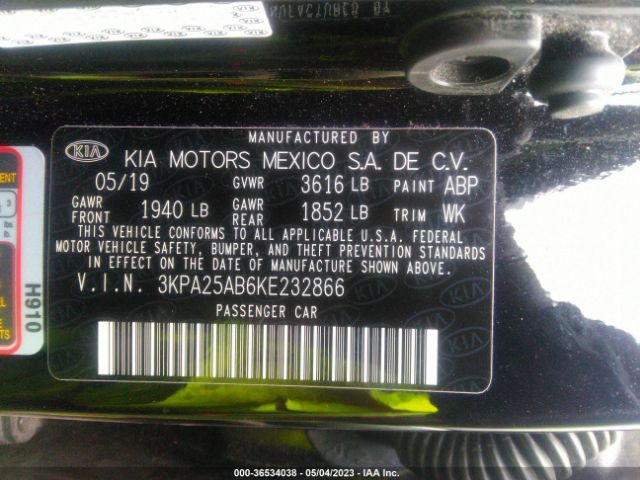 MANUFACTURED BY
KIA KIA MOTORS MEXICO S.A. DE C.V.
05/19 GVWR 3616 LB PAINT ABP
GAWR FRONT 1940 LB GAWR REAR 1852 LB TRIM WK
THIS VEHICLE CONFORMS TO ALL APPLICABLE U.S.A. FEDERAL
MOTOR VEHICLE SAFETY, BUMPER, AND THEFT PREVENTION STANDARDS
IN EFFECT ON THE DATE OF MANUFACTURE SHOWN ABOVE.
V.I.N. 3KPA25AB6KE232866
PASSENGER CAR
H910
000-36534038 - 05/04/2023 - IAA Inc.